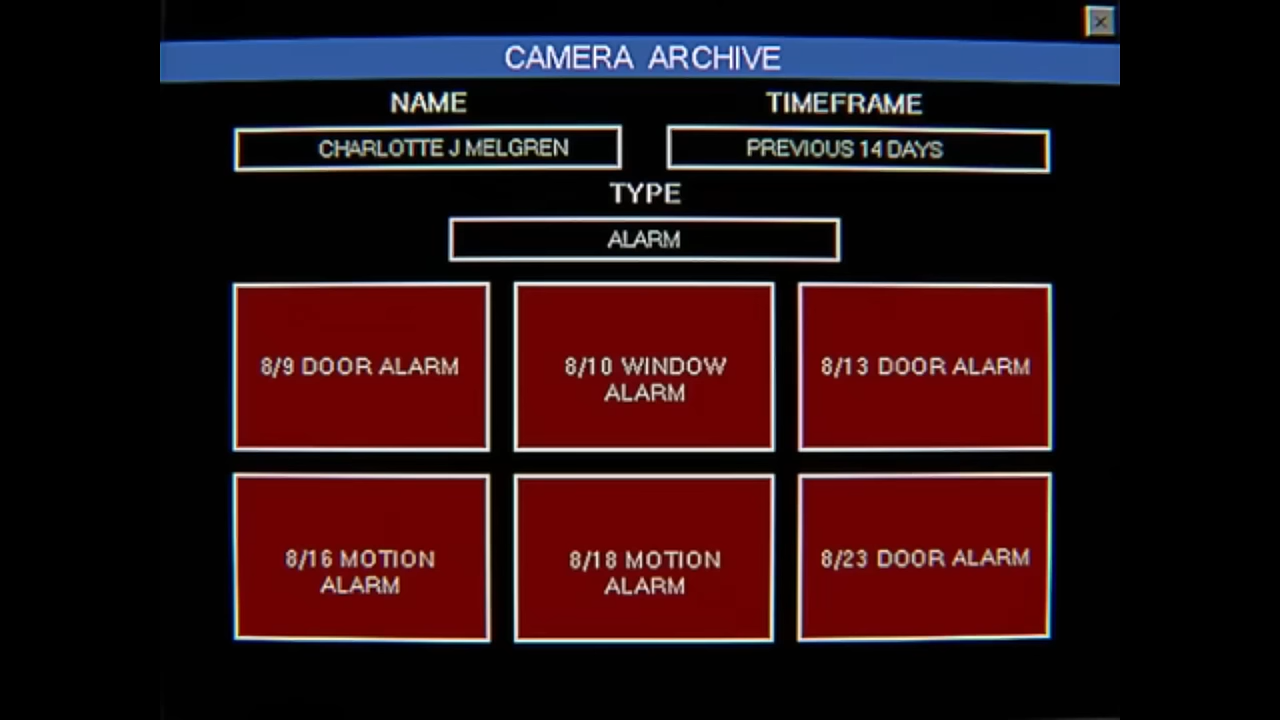 CAMERA ARCHIVE
NAME
TIMEFRAME
CHARLOTTE J MELGREN
PREVIOUS 14 DAYS
TYPE
ALARM
8/9 DOOR ALARM
8/10 WINDOW
ALARM
8/13 DOOR ALARM
8/16 MOTION
ALARM
8/18 MOTION
ALARM
8/23 DOOR ALARM